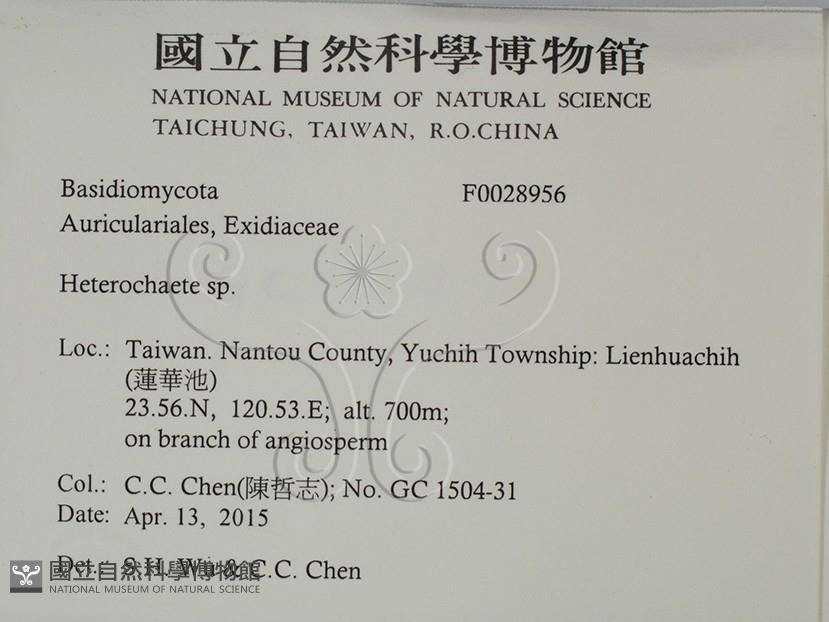 國立自然科學博物館
NATIONAL MUSEUM OF NATURAL SCIENCE
TAICHUNG, TAIWAN, R.O.CHINA
Basidiomycota F0028956
Auriculariales, Exidiaceae
Heterochaete sp.
Loc.: Taiwan. Nantou County, Yuchih Township: Lienhuachih
(蓮華池)
23.56.N, 120.53.E; alt. 700m;
on branch of angiosperm
Col.: C.C. Chen(陳哲志); No. GC 1504-31
Date: Apr. 13, 2015
Det.: S.H. Wu & C.C. Chen
國立自然科學博物館
NATIONAL MUSEUM OF NATURAL SCIENCE